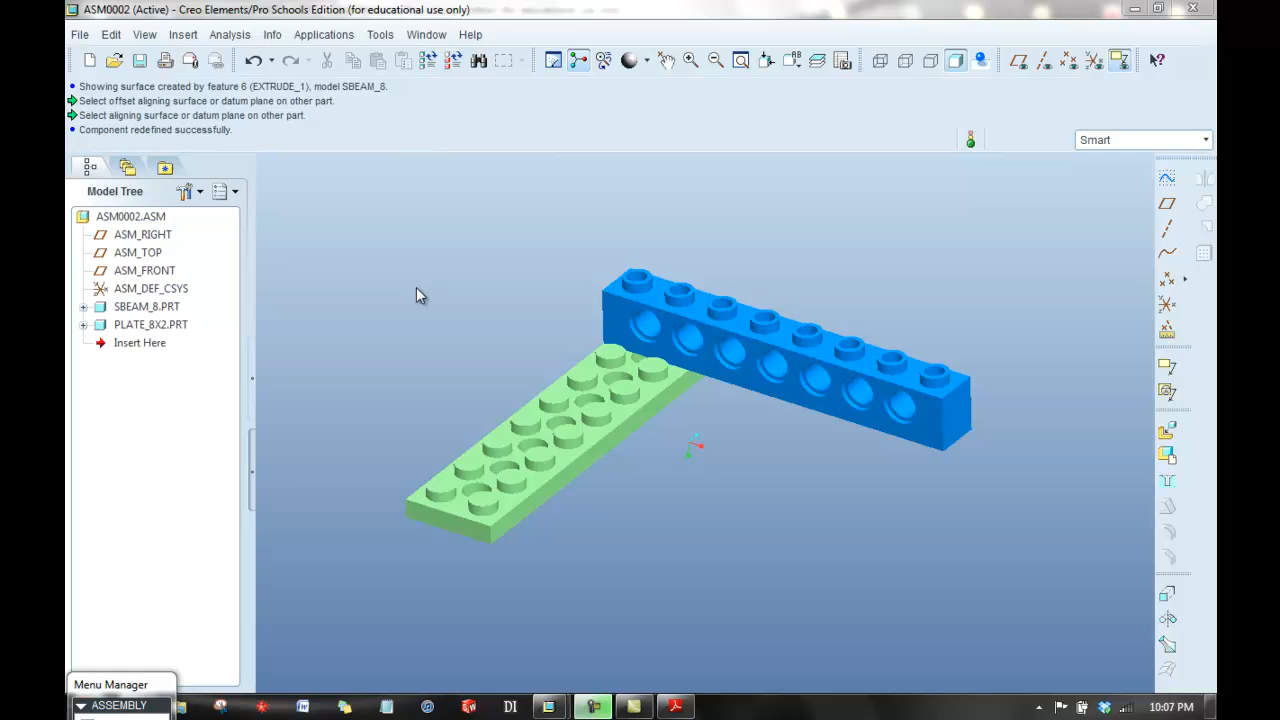 ASM0002 (Active) - Creo Elements/Pro Schools Edition (for educational use only)
File Edit View Insert Analysis Info Applications Tools Window Help
Showing surface created by feature 6 (EXTRUDE_1), model SBEAM_8.
Select offset aligning surface or datum plane on other part.
Select aligning surface or datum plane on other part.
Component redefined successfully.
Smart
Model Tree
ASM0002.ASM
ASM_RIGHT
ASM_TOP
ASM_FRONT
ASM_DEF_CSYS
SBEAM_8.PRT
PLATE_8X2.PRT
Insert Here
Menu Manager
ASSEMBLY
DI
10:07 PM